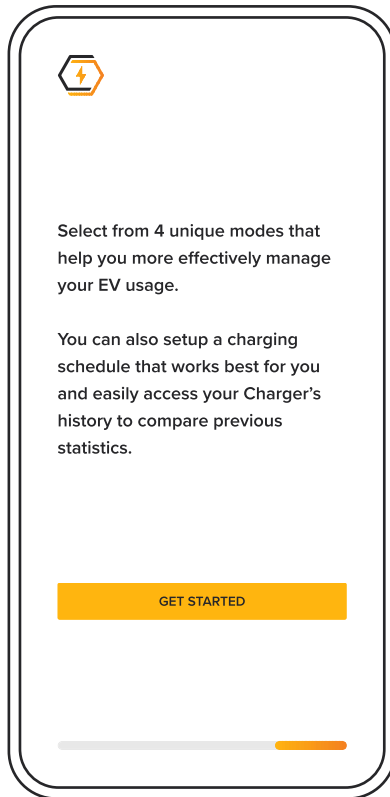 Select from 4 unique modes that
help you more effectively manage
your EV usage.
You can also setup a charging
schedule that works best for you
and easily access your Charger’s
history to compare previous
statistics.
GET STARTED